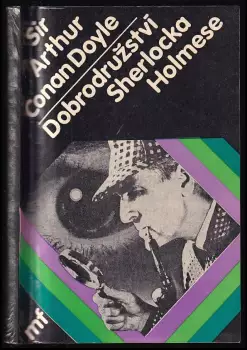 Sir
Arthur
Conan Doyle
Dobrodružství
Sherlocka
Holmese
mf